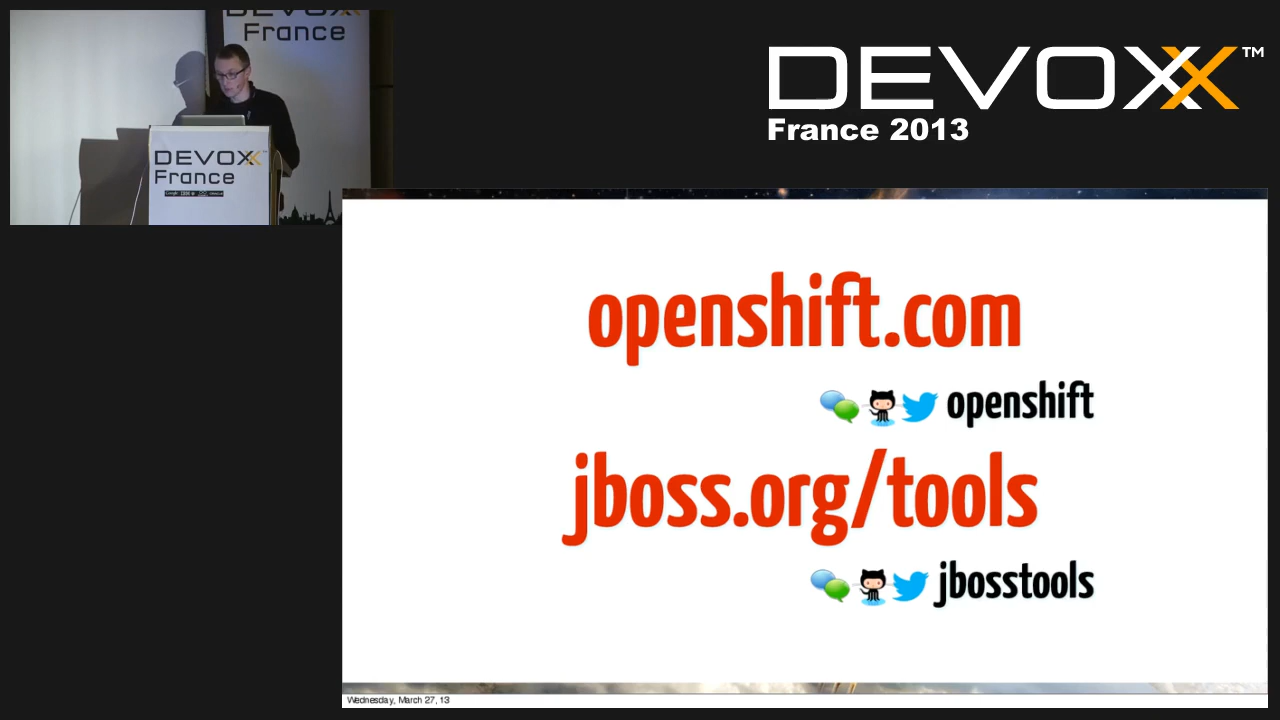 DEVOXX
France
DEVOXX
France
DEVOXX™
France 2013
openshift.com
openshift
jboss.org/tools
jbosstools
Wednesday, March 27, 13